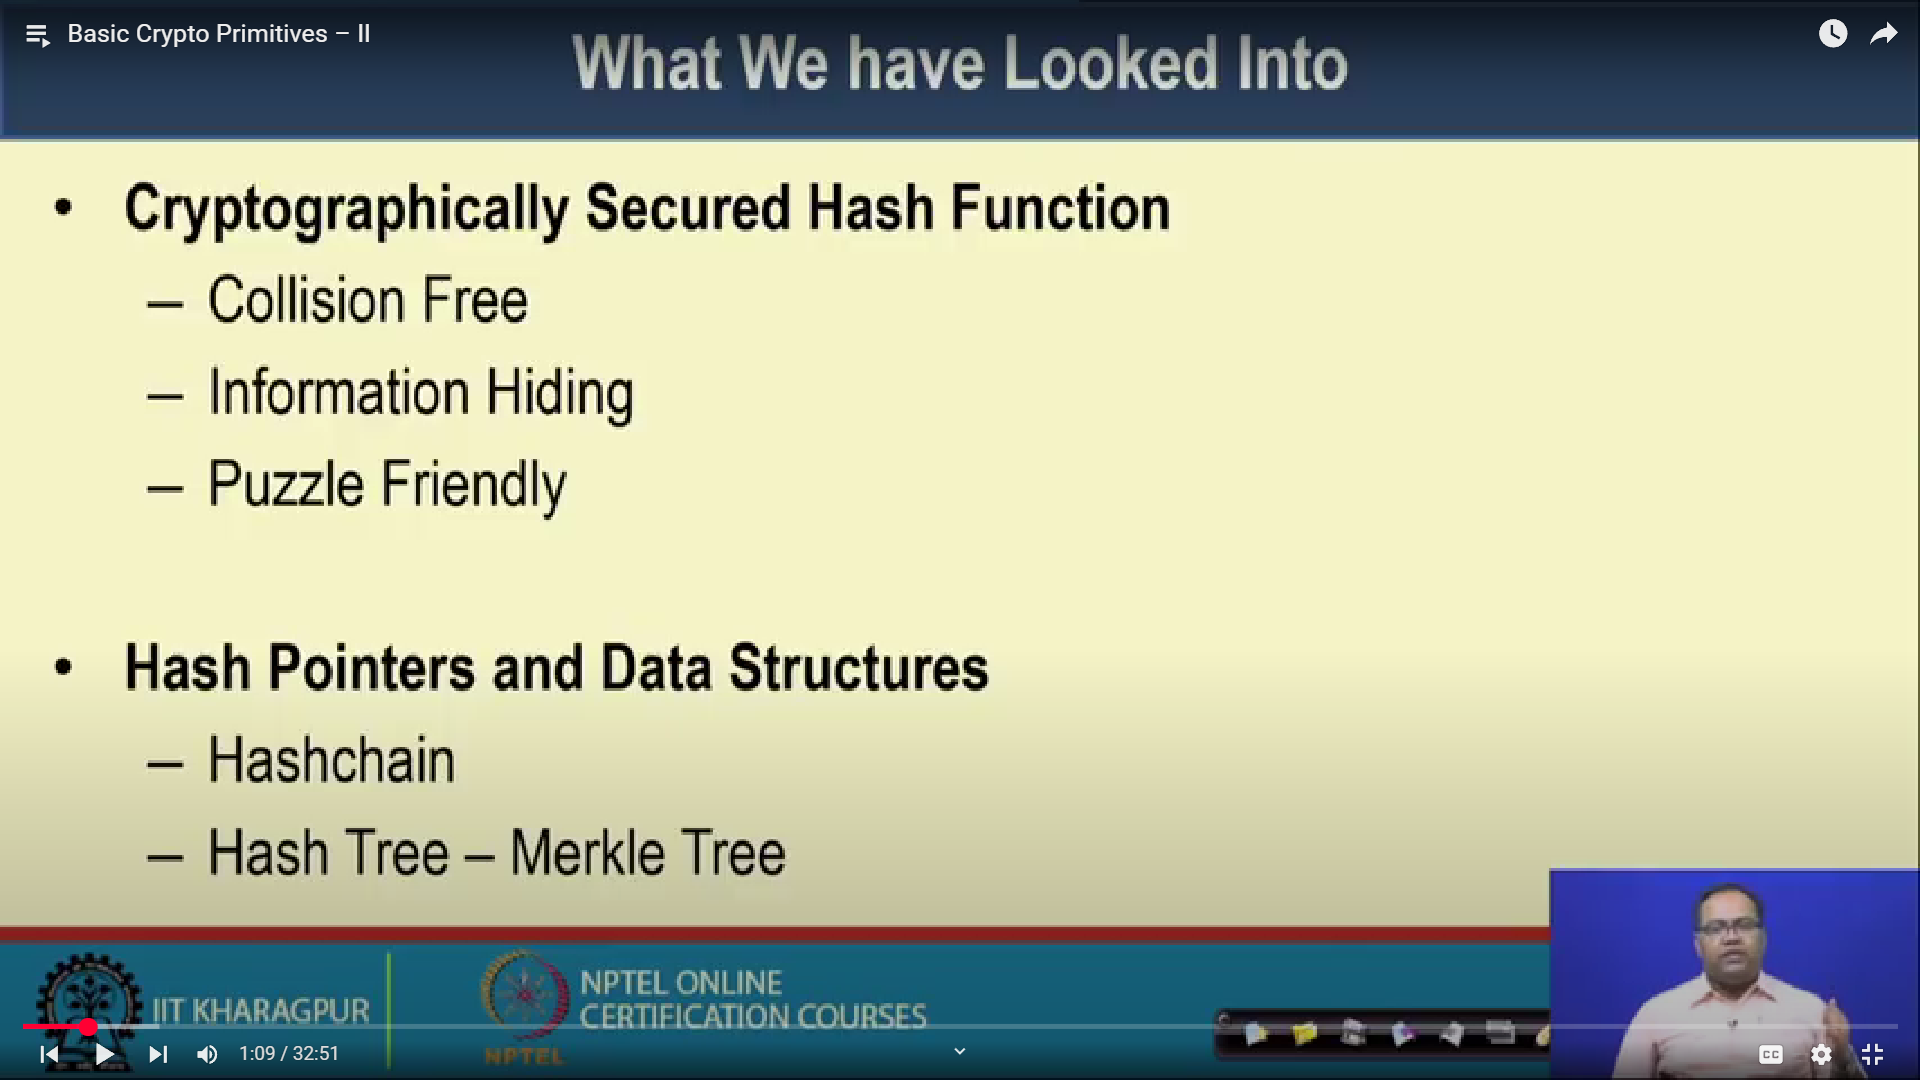 Basic Crypto Primitives – II
What We have Looked Into
• Cryptographically Secured Hash Function
– Collision Free
– Information Hiding
– Puzzle Friendly
• Hash Pointers and Data Structures
– Hashchain
– Hash Tree – Merkle Tree
IIT KHARAGPUR
NPTEL
NPTEL ONLINE
CERTIFICATION COURSES
1:09 / 32:51
CC